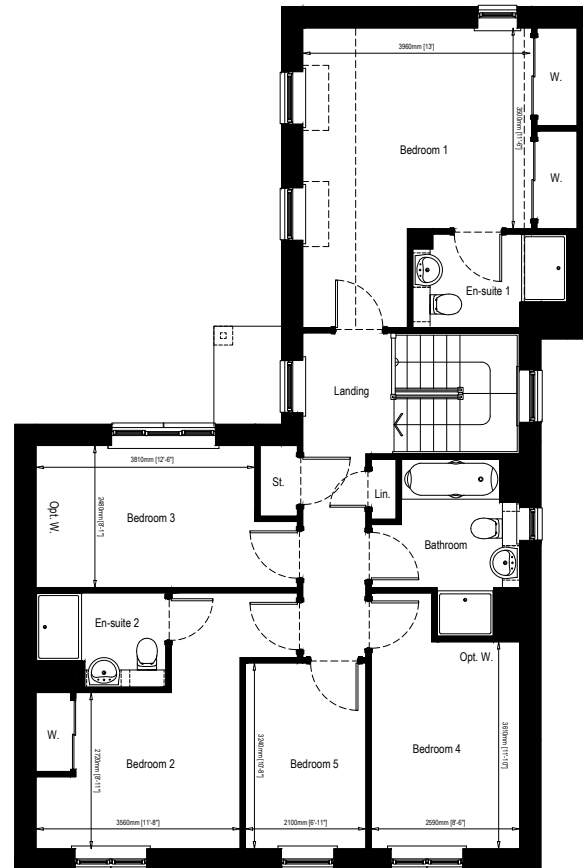 3960mm [13']
W.
3510mm [11'-6"]
Bedroom 1
W.
En-suite 1
Landing
3810mm [12'-6"]
St.
Lin.
Opt. W.
2480mm [8'-1"]
Bedroom 3
Bathroom
En-suite 2
Opt. W.
W.
2720mm [8'-11"]
Bedroom 2
3240mm [10'-8"]
Bedroom 5
Bedroom 4
3610mm [11'-10"]
3560mm [11'-8"]
2100mm [6'-11"]
2590mm [8'-6"]